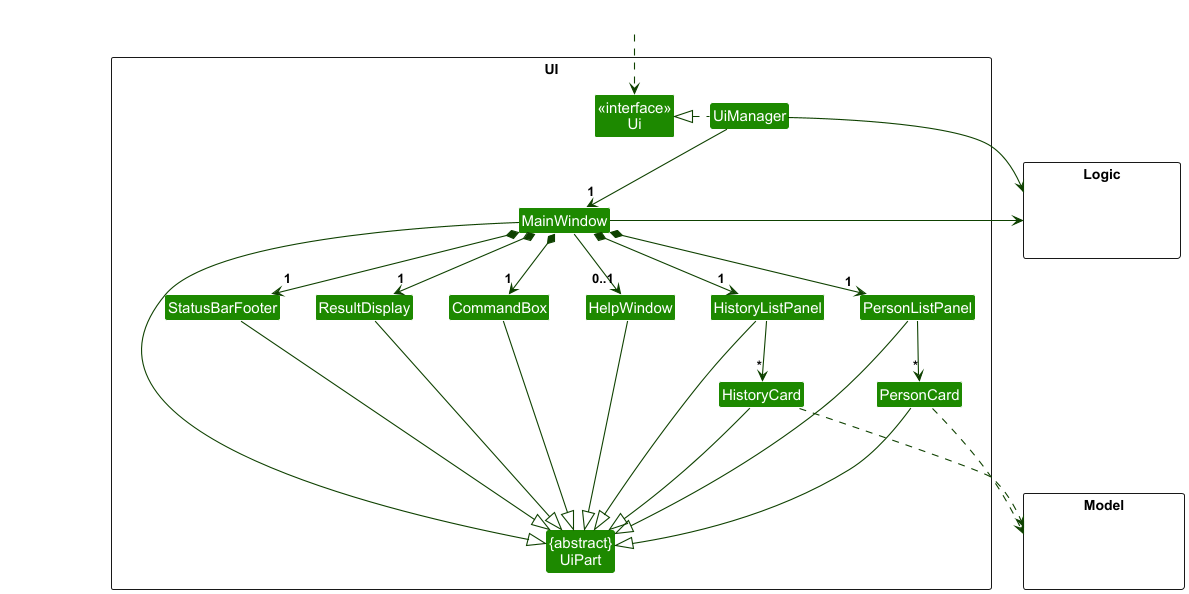 UI
«interface»
Ui
UiManager
Logic
1
MainWindow
1
1
1
0..1
1
1
StatusBarFooter
ResultDisplay
CommandBox
HelpWindow
HistoryListPanel
PersonListPanel
*
*
HistoryCard
PersonCard
Model
{abstract}
UiPart